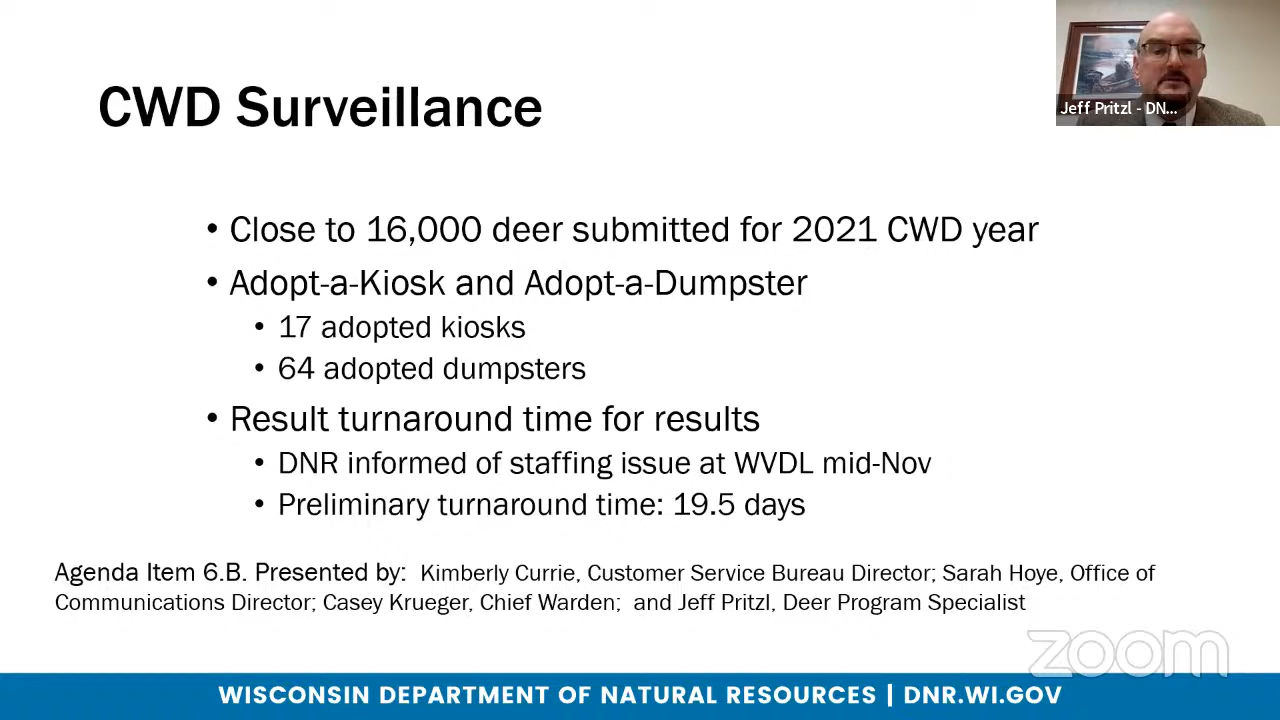 CWD Surveillance
Jeff Pritzl - DN...
• Close to 16,000 deer submitted for 2021 CWD year
• Adopt-a-Kiosk and Adopt-a-Dumpster
• 17 adopted kiosks
• 64 adopted dumpsters
• Result turnaround time for results
• DNR informed of staffing issue at WVDL mid-Nov
• Preliminary turnaround time: 19.5 days
Agenda Item 6.B. Presented by: Kimberly Currie, Customer Service Bureau Director; Sarah Hoye, Office of
Communications Director; Casey Krueger, Chief Warden; and Jeff Pritzl, Deer Program Specialist
zoom
WISCONSIN DEPARTMENT OF NATURAL RESOURCES | DNR.WI.GOV